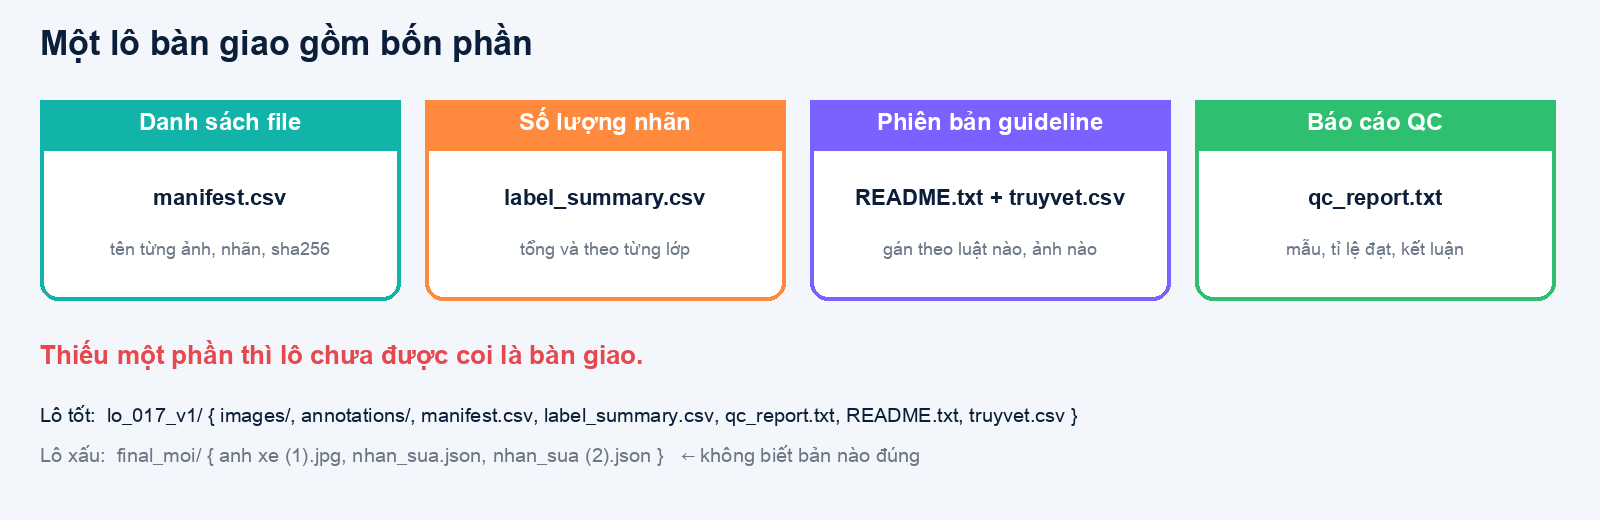 Một lô bàn giao gồm bốn phần
Danh sách file
manifest.csv
tên từng ảnh, nhãn, sha256
Số lượng nhãn
label_summary.csv
tổng và theo từng lớp
Phiên bản guideline
README.txt + truyvet.csv
gán theo luật nào, ảnh nào
Báo cáo QC
qc_report.txt
mẫu, tỉ lệ đạt, kết luận
Thiếu một phần thì lô chưa được coi là bàn giao.
Lô tốt: lo_017_v1/ { images/, annotations/, manifest.csv, label_summary.csv, qc_report.txt, README.txt, truyvet.csv }
Lô xấu: final_moi/ { anh xe (1).jpg, nhan_sua.json, nhan_sua (2).json } ← không biết bản nào đúng